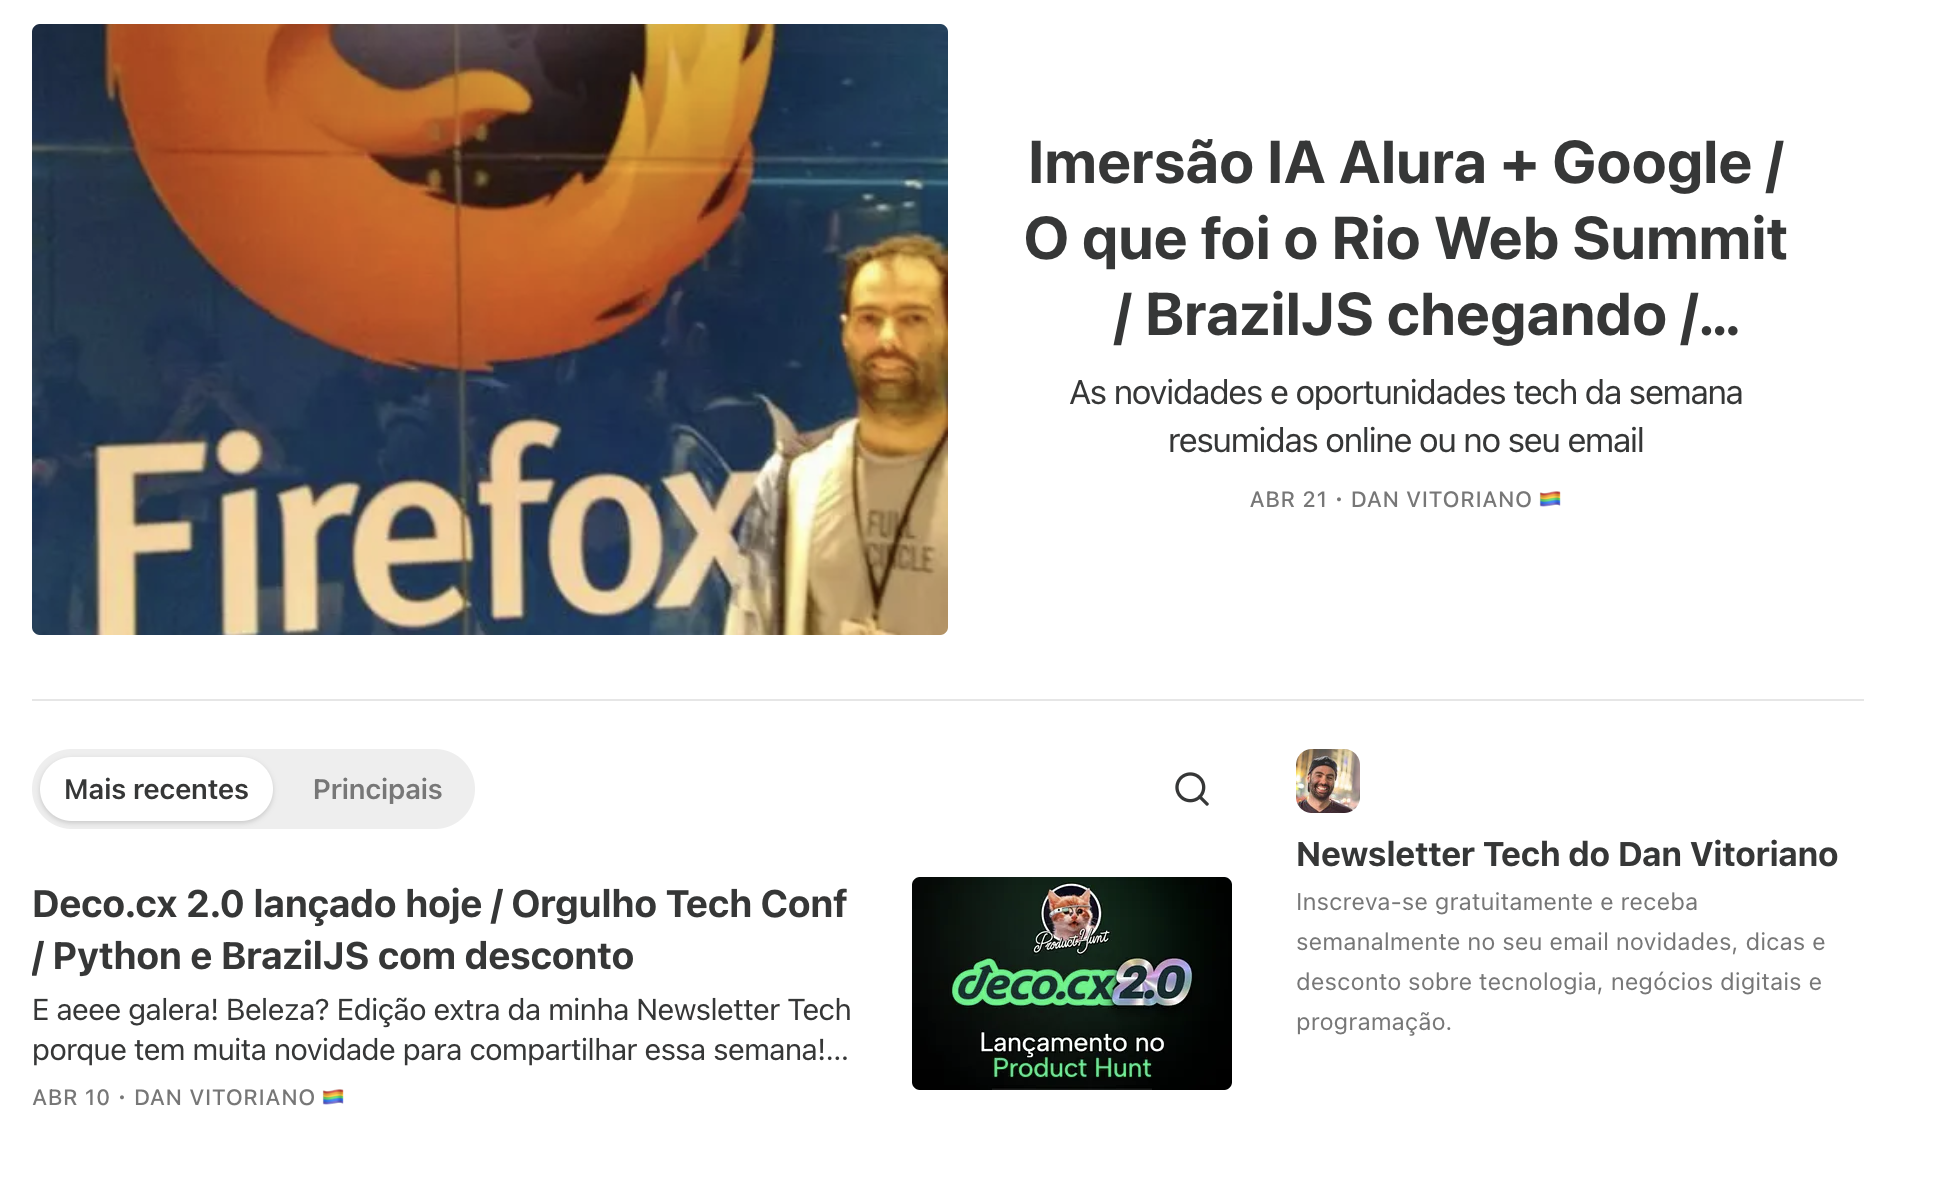 Firefox
FULL
CIRCLE
Imersão IA Alura + Google /
O que foi o Rio Web Summit
/ BrazilJS chegando /...
As novidades e oportunidades tech da semana
resumidas online ou no seu email
ABR 21 • DAN VITORIANO 🏳️‍🌈
Mais recentes
Principais
Deco.cx 2.0 lançado hoje / Orgulho Tech Conf
/ Python e BrazilJS com desconto
E aeee galera! Beleza? Edição extra da minha Newsletter Tech
porque tem muita novidade para compartilhar essa semana!...
ABR 10 • DAN VITORIANO 🏳️‍🌈
Product Hunt
deco.cx 2.0
Lançamento no
Product Hunt
Newsletter Tech do Dan Vitoriano
Inscreva-se gratuitamente e receba
semanalmente no seu email novidades, dicas e
desconto sobre tecnologia, negócios digitais e
programação.